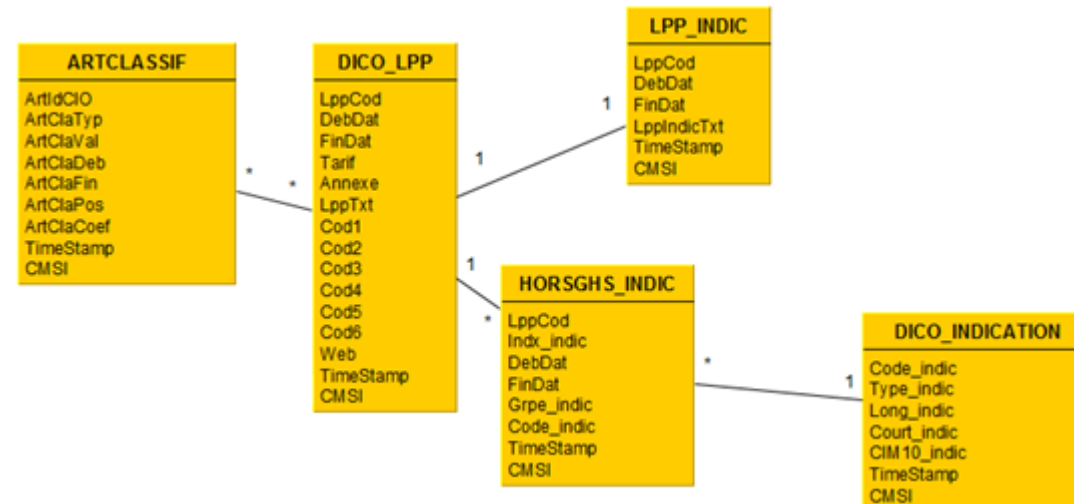 ARTCLASSIF
ArtIdCIO
ArtClaTyp
ArtClaVal
ArtClaDeb
ArtClaFin
ArtClaPos
ArtClaCoef
TimeStamp
CMSI
*
*
DICO_LPP
LppCod
DebDat
FinDat
Tarif
Annexe
LppTxt
Cod1
Cod2
Cod3
Cod4
Cod5
Cod6
Web
TimeStamp
CMSI
1
1
LPP_INDIC
LppCod
DebDat
FinDat
LppIndicTxt
TimeStamp
CMSI
1
*
HORSGHS_INDIC
LppCod
Indx_indic
DebDat
FinDat
Grpe_indic
Code_indic
TimeStamp
CMSI
*
1
DICO_INDICATION
Code_indic
Type_indic
Long_indic
Court_indic
CIM10_indic
TimeStamp
CMSI